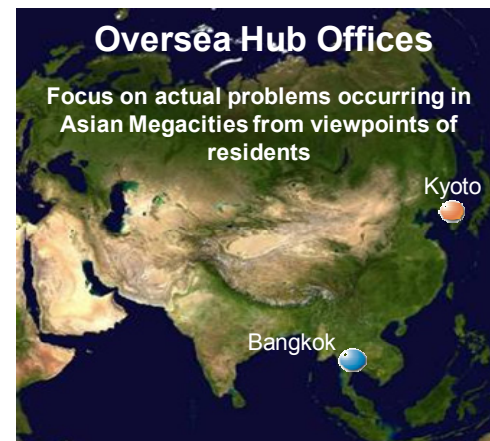 Oversea Hub Offices
Focus on actual problems occurring in
Asian Megacities from viewpoints of
residents
Kyoto
Bangkok